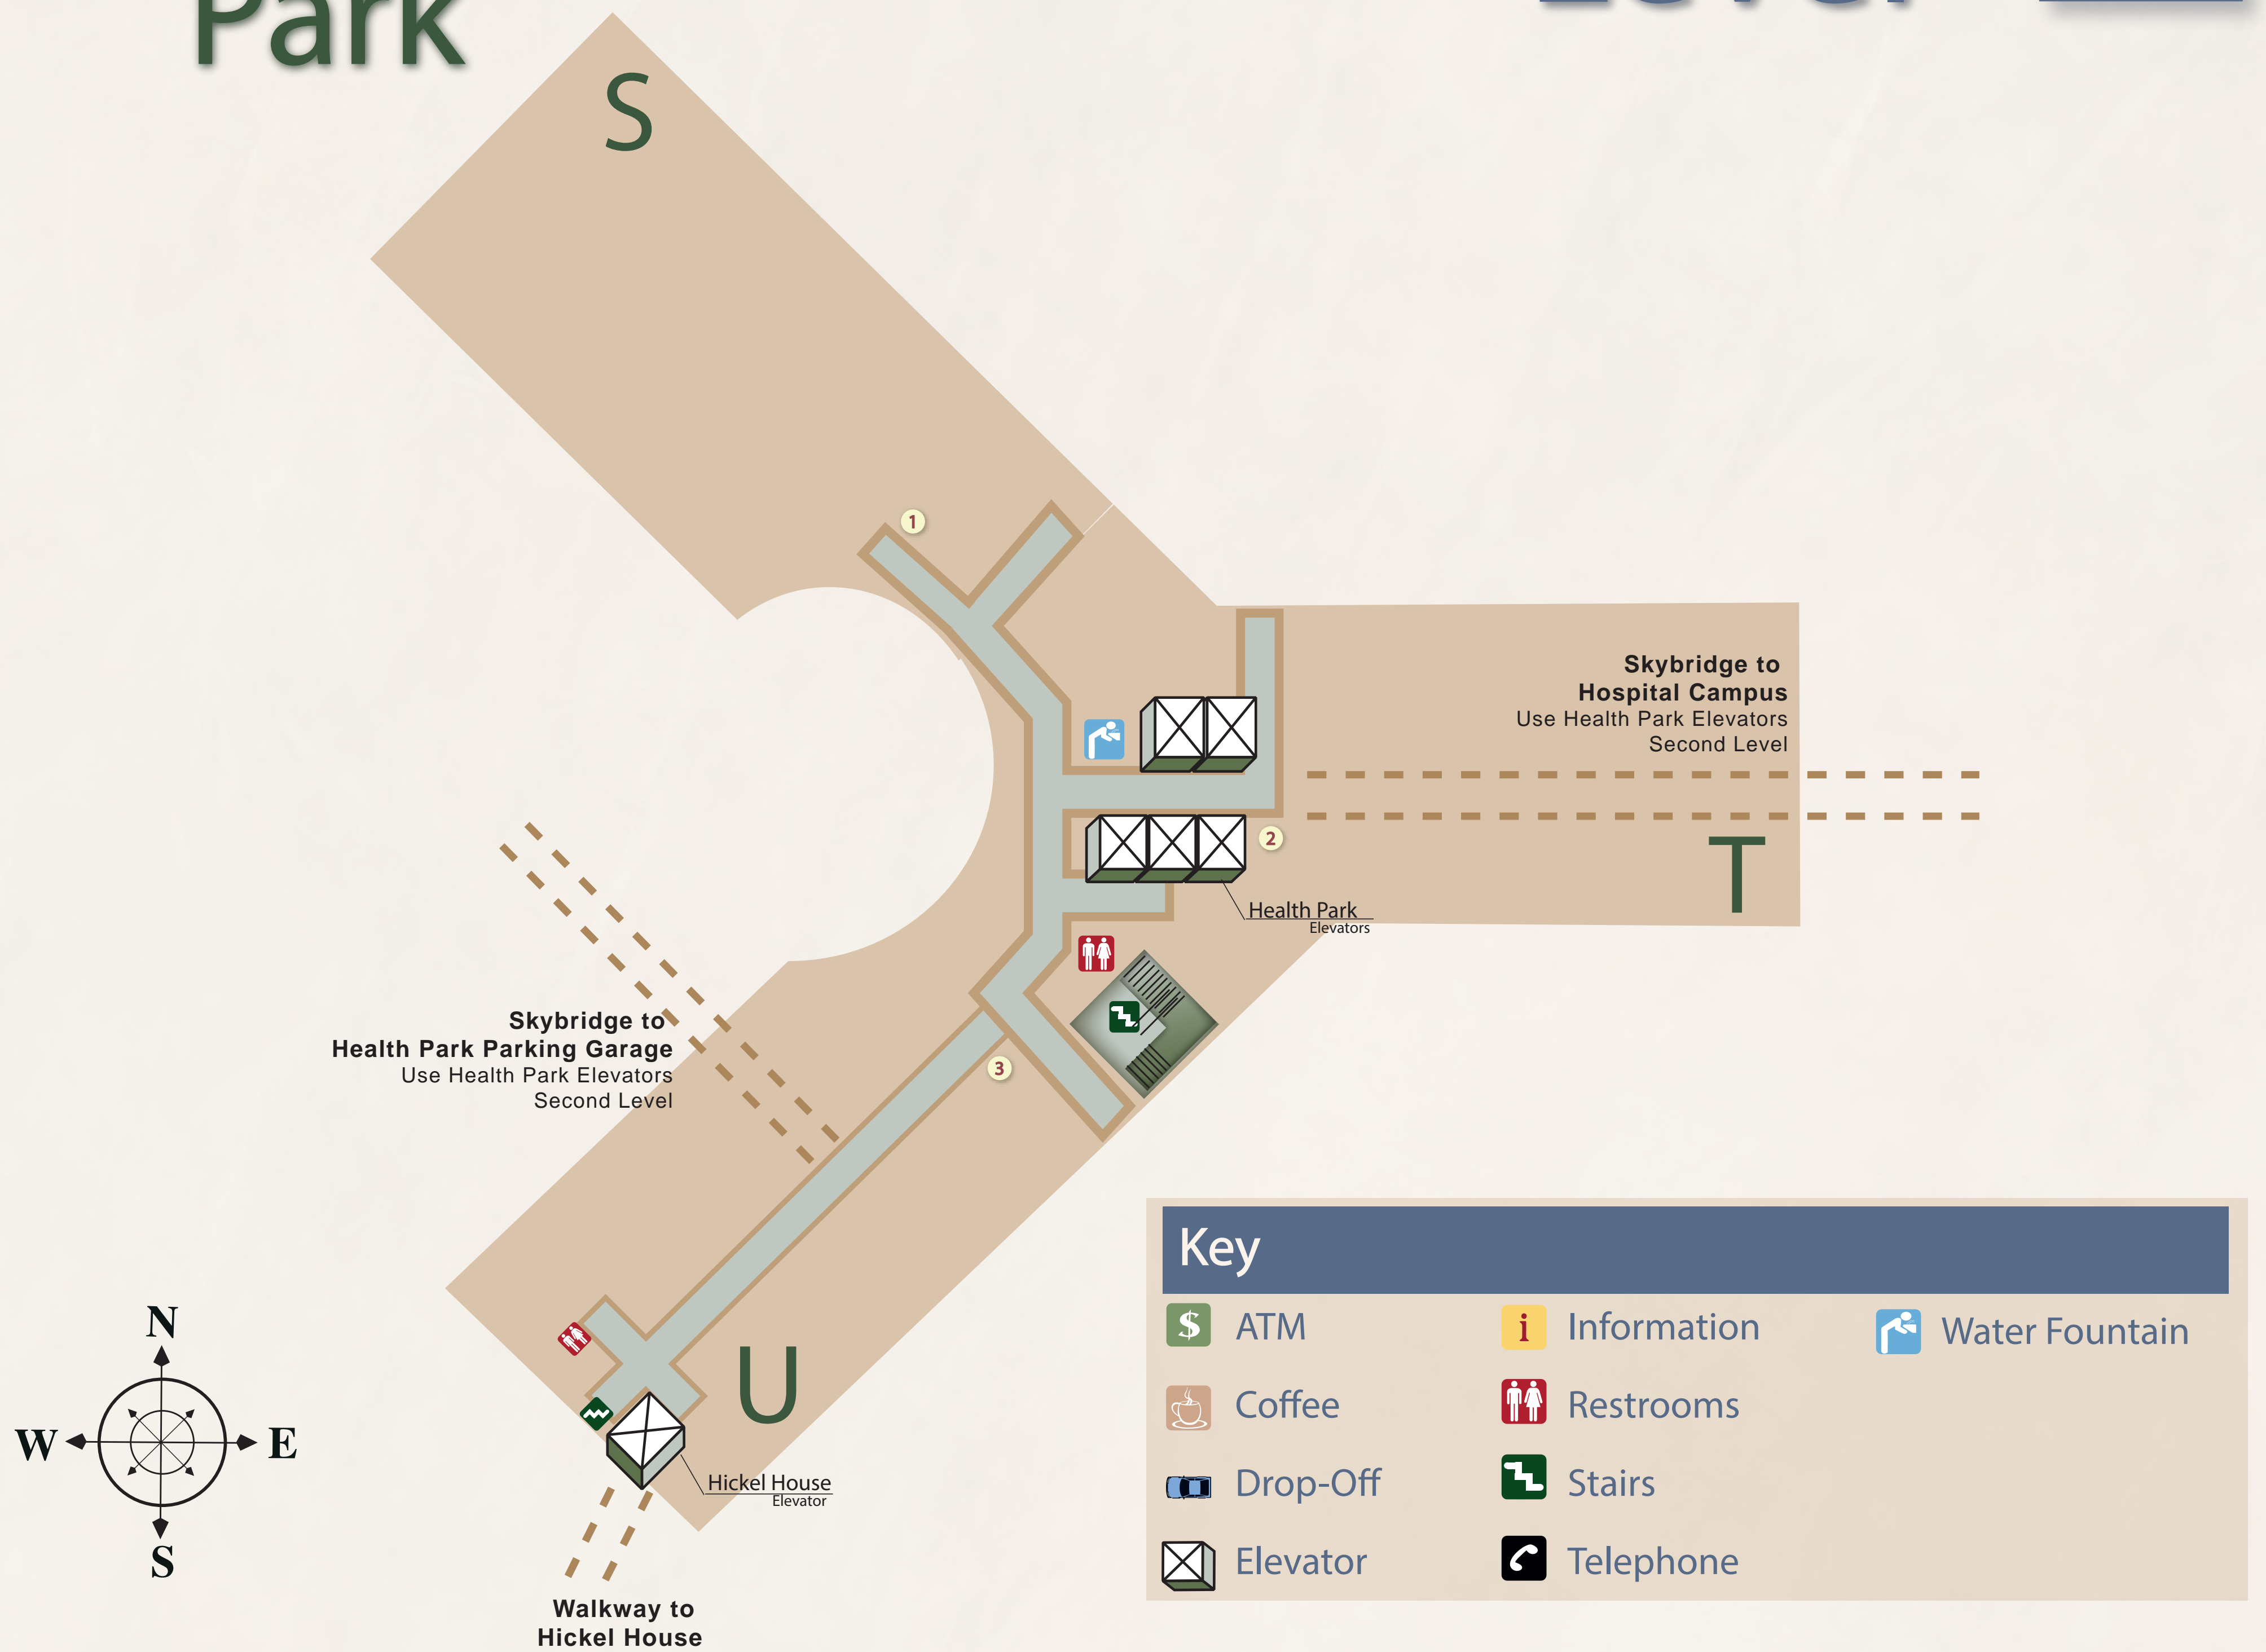 Park
S
1
Skybridge to
Hospital Campus
Use Health Park Elevators
Second Level
2
T
Health Park
Elevators
Skybridge to
Health Park Parking Garage
Use Health Park Elevators
Second Level
3
U
Hickel House
Elevator
Walkway to
Hickel House
N
W
E
S
Key
$ ATM
i Information
Water Fountain
Coffee
Restrooms
Drop-Off
Stairs
Elevator
Telephone